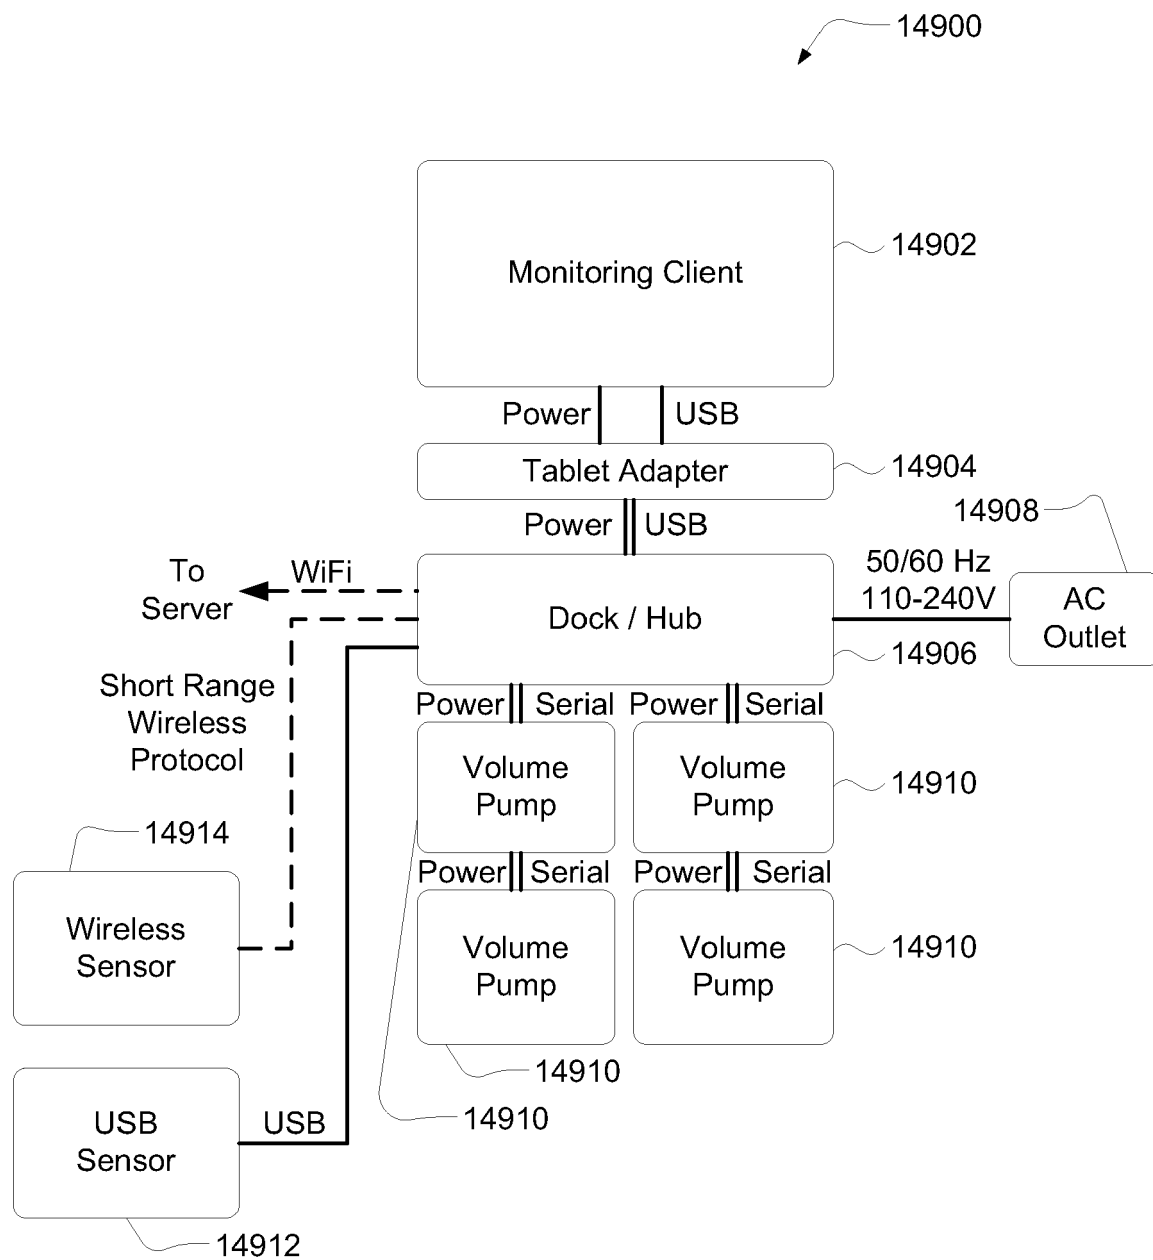 14900
14902
Monitoring Client
Power
USB
Tablet Adapter
14904
Power
USB
14908
To
Server
WiFi
Dock / Hub
50/60 Hz
110-240V
AC
Outlet
14906
Short Range
Wireless
Protocol
Power
Serial
Power
Serial
Volume
Pump
Volume
Pump
14910
14914
Power
Serial
Power
Serial
Wireless
Sensor
Volume
Pump
Volume
Pump
14910
14910
14910
USB
Sensor
USB
14912